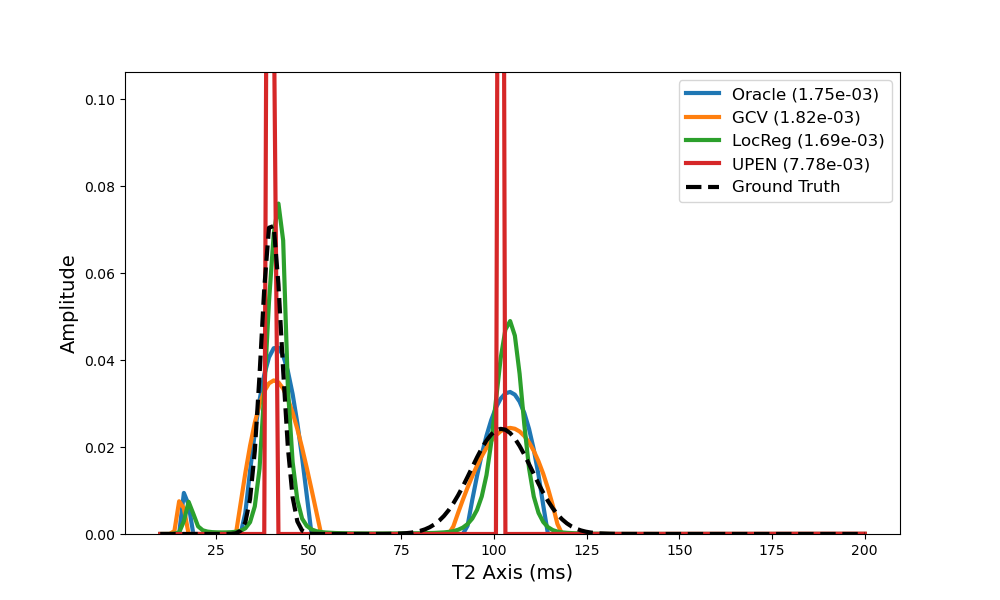 0.10
0.08
0.06
0.04
0.02
0.00
Amplitude
25
50
75
100
125
150
175
200
T2 Axis (ms)
Oracle (1.75e-03)
GCV (1.82e-03)
LocReg (1.69e-03)
UPEN (7.78e-03)
Ground Truth